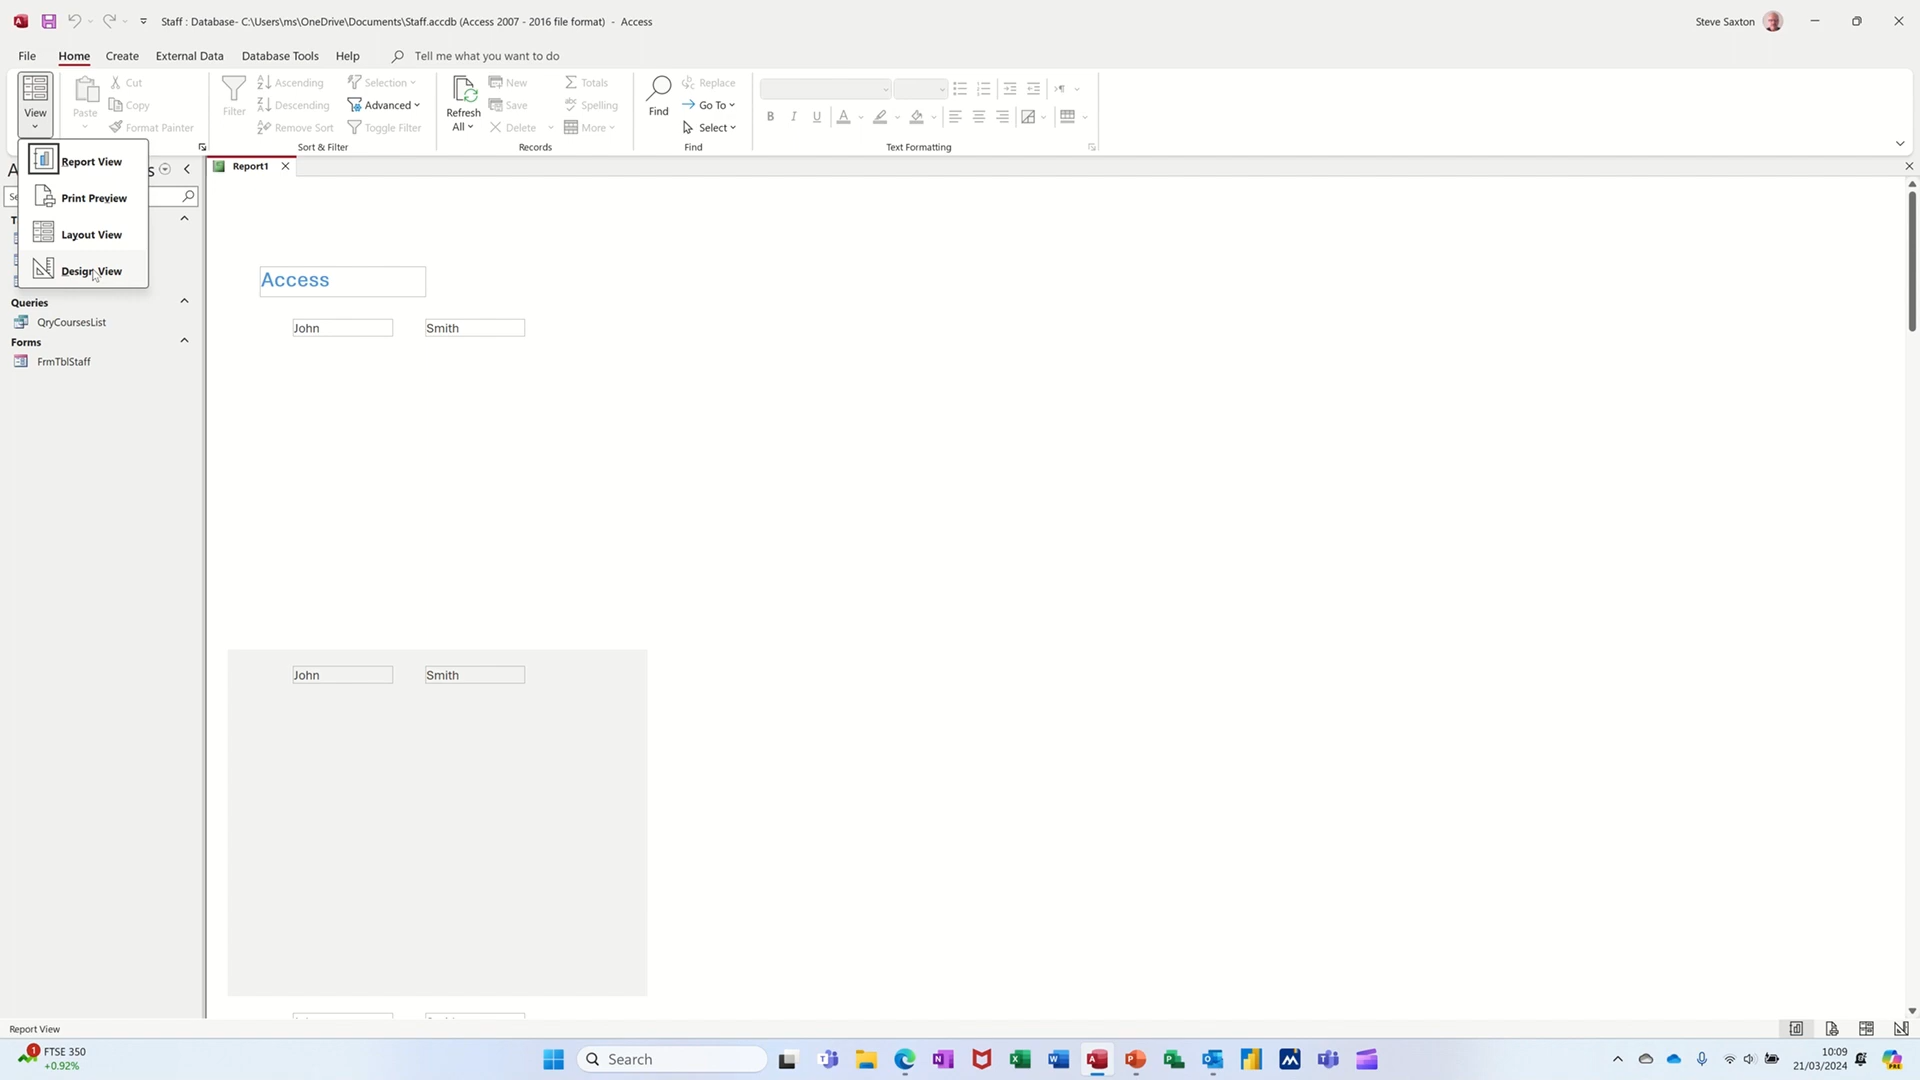 Staff : Database- C:\Users\ms\OneDrive\Documents\Staff.accdb (Access 2007 - 2016 file format) - Access
Steve Saxton
File Home Create External Data Database Tools Help Tell me what you want to do
View
Paste
Cut
Copy
Format Painter
Filter
Ascending
Descending
Remove Sort
Selection
Advanced
Toggle Filter
Sort & Filter
Refresh
All
New
Save
Delete
Totals
Spelling
More
Records
Find
Replace
Go To
Select
Find
B I U A
Text Formatting
Report View
Print Preview
Layout View
Design View
Queries
QryCoursesList
Forms
FrmTblStaff
Report1
Access
John Smith
John Smith
Report View
1
FTSE 350
+0.92%
Search
10:09
21/03/2024